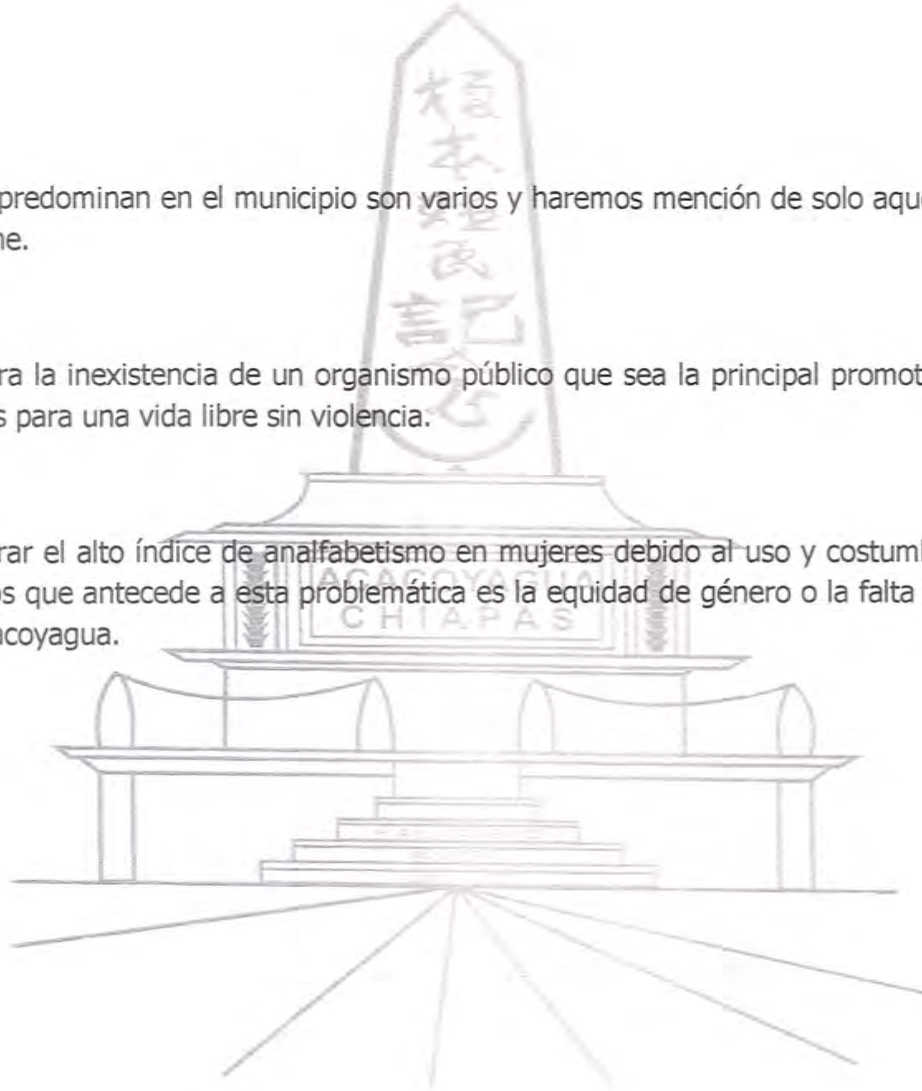 predominan en el municipio son varios y haremos mención de solo aqu
ra la inexistencia de un organismo público que sea la principal promot
s para una vida libre sin violencia.
rar el alto índice de analfabetismo en mujeres debido al uso y costum
os que antecede a esta problemática es la equidad de género o la falta
acoyagua.
ACACOYAGUA
CHIAPAS